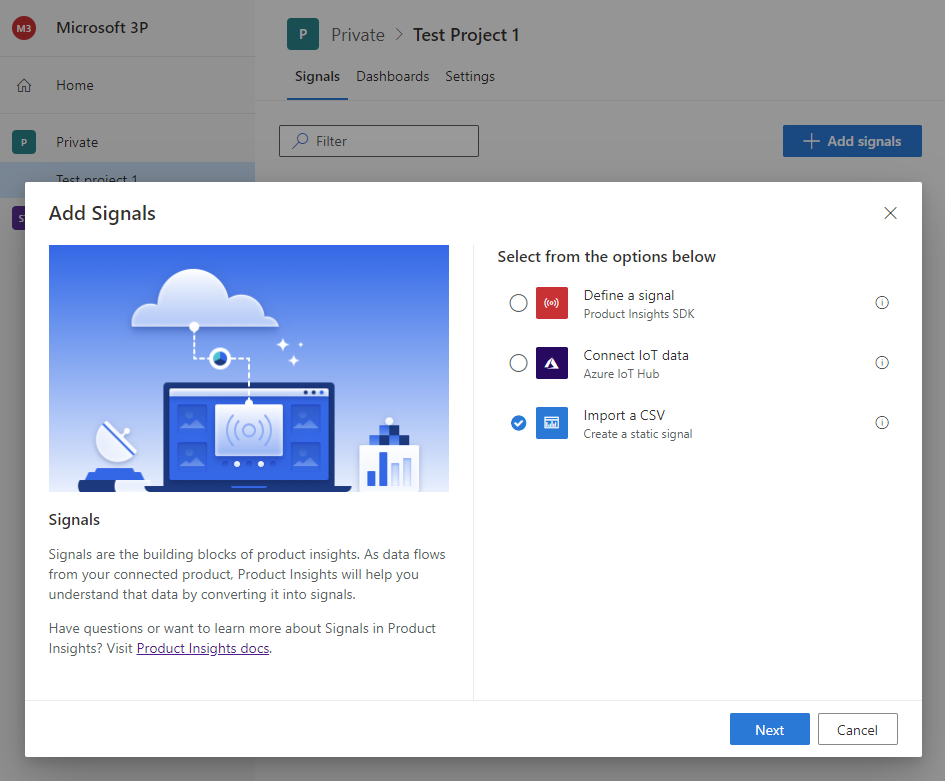 M3 Microsoft 3P
Home
P Private
Test project 1
P Private > Test Project 1
Signals Dashboards Settings
Filter
Add signals
Add Signals
Signals
Signals are the building blocks of product insights. As data flows
from your connected product, Product Insights will help you
understand that data by converting it into signals.
Have questions or want to learn more about Signals in Product
Insights? Visit Product Insights docs.
Select from the options below
Define a signal
Product Insights SDK
Connect IoT data
Azure IoT Hub
Import a CSV
Create a static signal
Next
Cancel